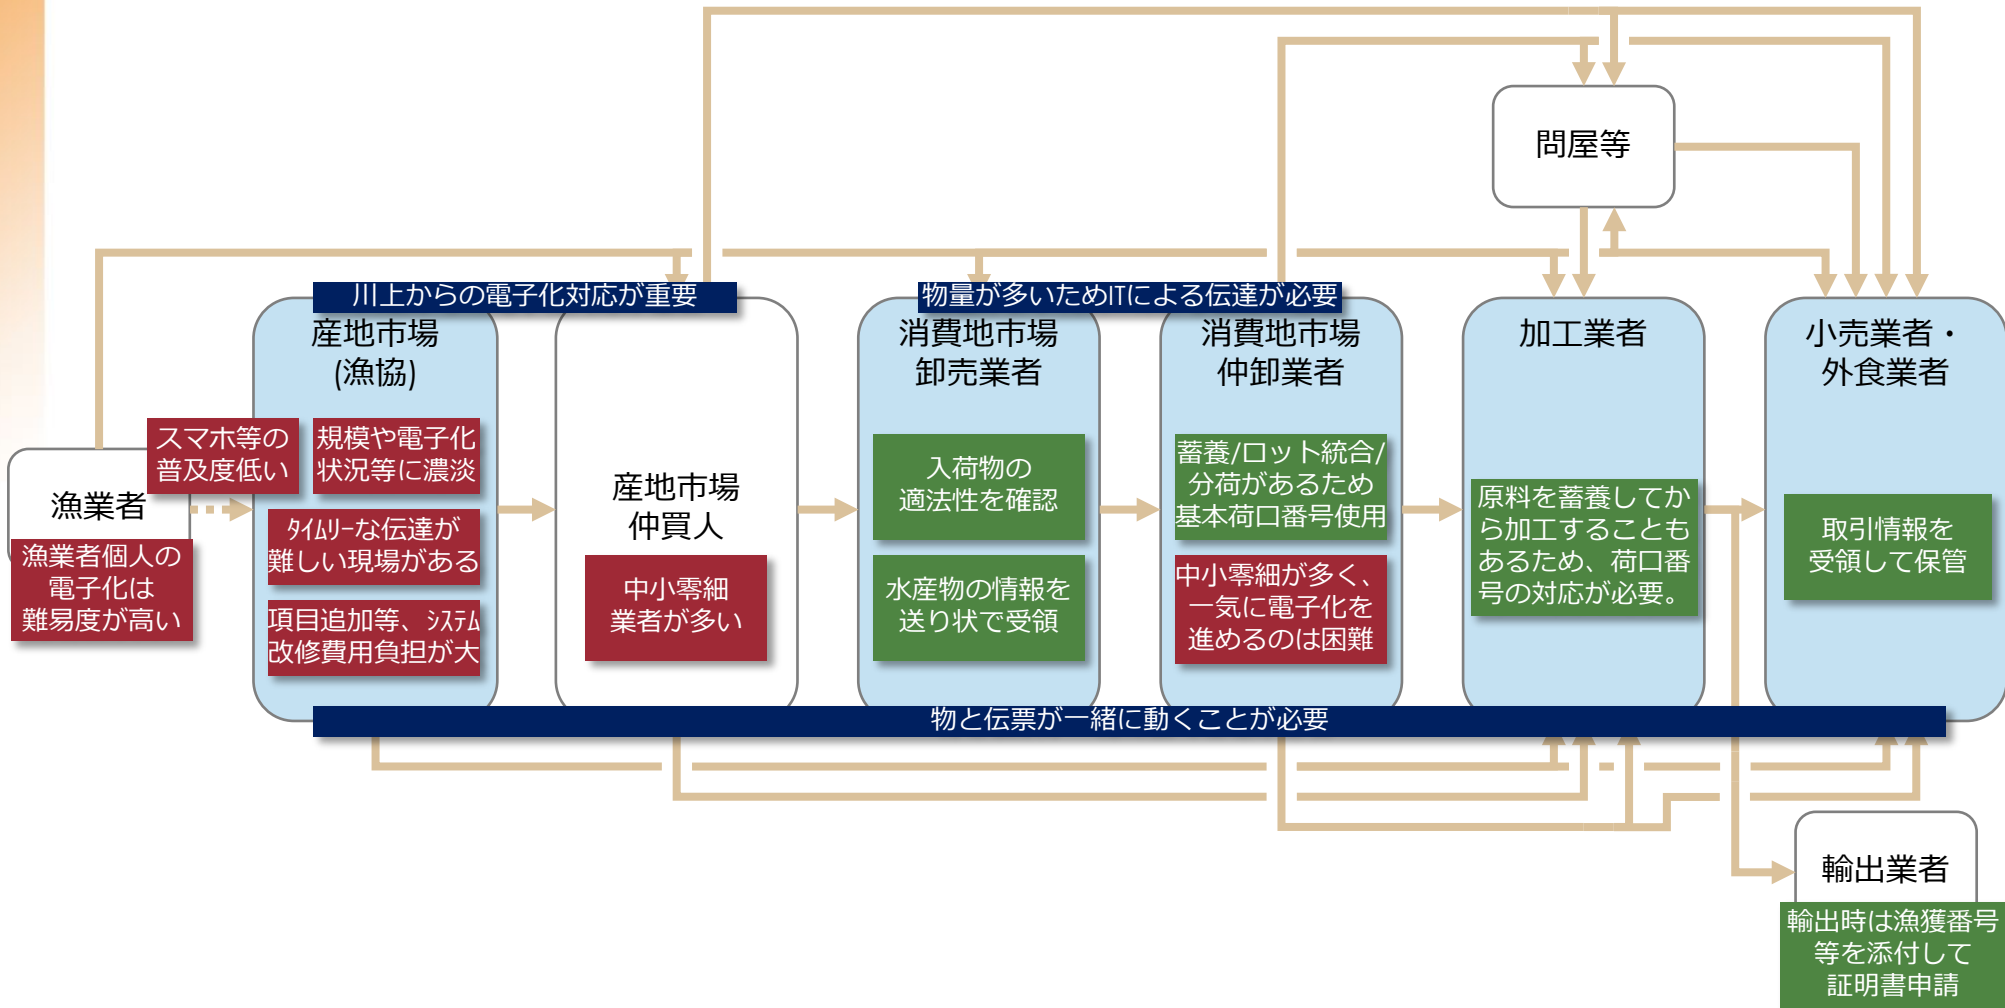 問屋等
川上からの電子化対応が重要
物量が多いためITによる伝達が必要
漁業者
スマホ等の
普及度低い
漁業者個人の
電子化は
難易度が高い
産地市場
(漁協)
規模や電子化
状況等に濃淡
ﾀｲﾑﾘｰな伝達が
難しい現場がある
項目追加等、ｼｽﾃﾑ
改修費用負担が大
産地市場
仲買人
中小零細
業者が多い
消費地市場
卸売業者
入荷物の
適法性を確認
水産物の情報を
送り状で受領
消費地市場
仲卸業者
蓄養/ロット統合/
分荷があるため
基本荷口番号使用
中小零細が多く、
一気に電子化を
進めるのは困難
加工業者
原料を蓄養してか
ら加工することも
あるため、荷口番
号の対応が必要。
小売業者・
外食業者
取引情報を
受領して保管
物と伝票が一緒に動くことが必要
輸出業者
輸出時は漁獲番号
等を添付して
証明書申請